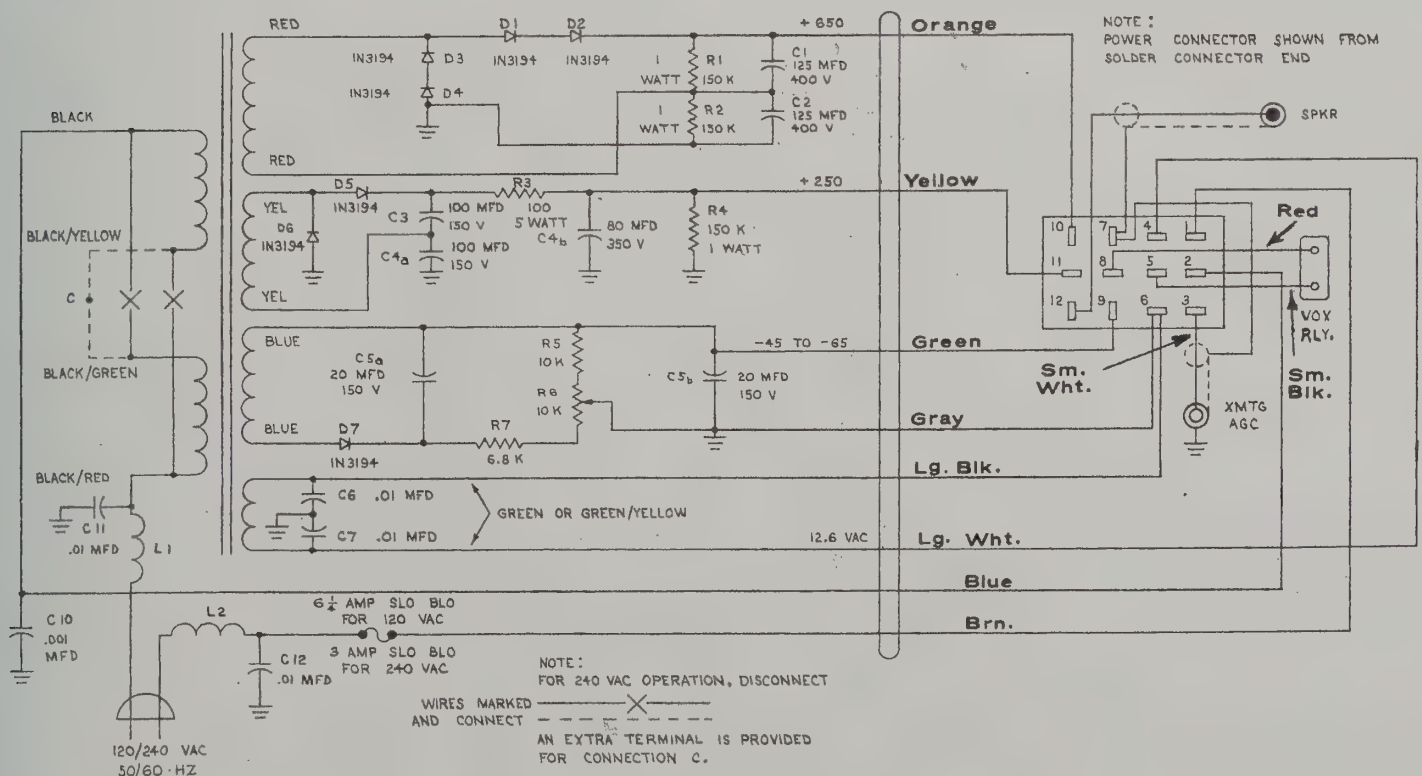 RED
D1
D2
+650
Orange
NOTE:
POWER CONNECTOR SHOWN FROM
SOLDER CONNECTOR END
IN3194
D3
IN3194
IN3194
D4
IN3194
1
WATT
R1
150 K
C1
125 MFD
400 V
1
WATT
R2
150 K
C2
125 MFD
400 V
SPKR
BLACK
RED
D5
R3
+250
Yellow
YEL
IN3194
100
5 WATT
D6
IN3194
C3
100 MFD
150 V
C4b
80 MFD
350 V
R4
150 K
1 WATT
C4a
100 MFD
150 V
YEL
BLACK/YELLOW
C
BLACK/GREEN
10
7
4
1
Red
11
8
5
2
12
9
6
3
VOX
RLY.
BLUE
C5a
20 MFD
150 V
R5
10 K
-45 TO -65
Green
C5b
20 MFD
150 V
Sm.
Wht.
Sm.
Blk.
R6
10 K
Gray
XMTG
AGC
BLUE
D7
IN3194
R7
6.8 K
Lg. Blk.
BLACK/RED
C6 .01 MFD
GREEN OR GREEN/YELLOW
C7 .01 MFD
12.6 VAC
Lg. Wht.
C11
.01 MFD
L1
Blue
C10
.001
MFD
L2
6 1/4 AMP SLO BLO
FOR 120 VAC
Brn.
3 AMP SLO BLO
FOR 240 VAC
C12
.01 MFD
NOTE:
FOR 240 VAC OPERATION, DISCONNECT
WIRES MARKED
AND CONNECT
AN EXTRA TERMINAL IS PROVIDED
FOR CONNECTION C.
120/240 VAC
50/60 HZ